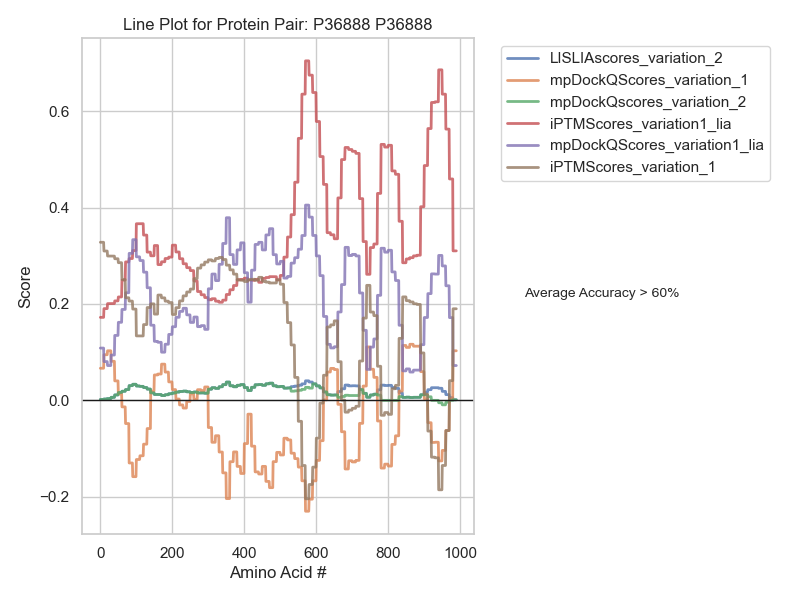 Line Plot for Protein Pair: P36888 P36888
LISLIAscores_variation_2
mpDockQScores_variation_1
mpDockQscores_variation_2
iPTMScores_variation1_lia
mpDockQScores_variation1_lia
iPTMScores_variation_1
Average Accuracy > 60%
Score
0.6
0.4
0.2
0.0
−0.2
0 200 400 600 800 1000
Amino Acid #